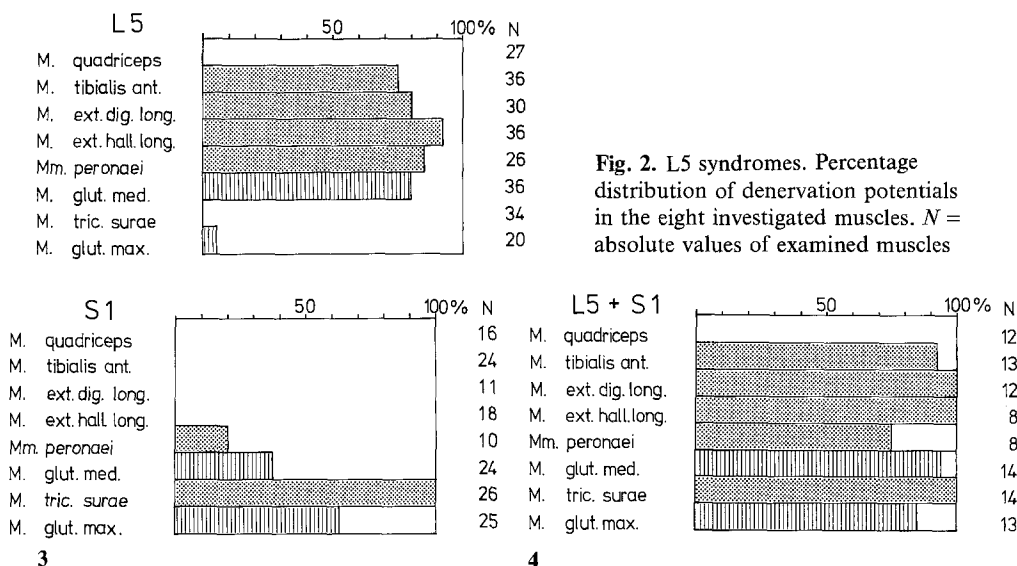 L5
50 100% N
M. quadriceps 27
M. tibialis ant. 36
M. ext. dig. long. 30
M. ext. hall. long. 36
Mm. peronaei 26
M. glut. med. 36
M. tric. surae 34
M. glut. max. 20
Fig. 2. L5 syndromes. Percentage
distribution of denervation potentials
in the eight investigated muscles. N =
absolute values of examined muscles
S1
50 100% N
M. quadriceps 16
M. tibialis ant. 24
M. ext. dig. long. 11
M. ext. hall. long. 18
Mm. peronaei 10
M. glut. med. 24
M. tric. surae 26
M. glut. max. 25
3
L5 + S1
50 100% N
M. quadriceps 12
M. tibialis ant. 13
M. ext. dig. long. 12
M. ext. hall. long. 8
Mm. peronaei 8
M. glut. med. 14
M. tric. surae 14
M. glut. max. 13
4